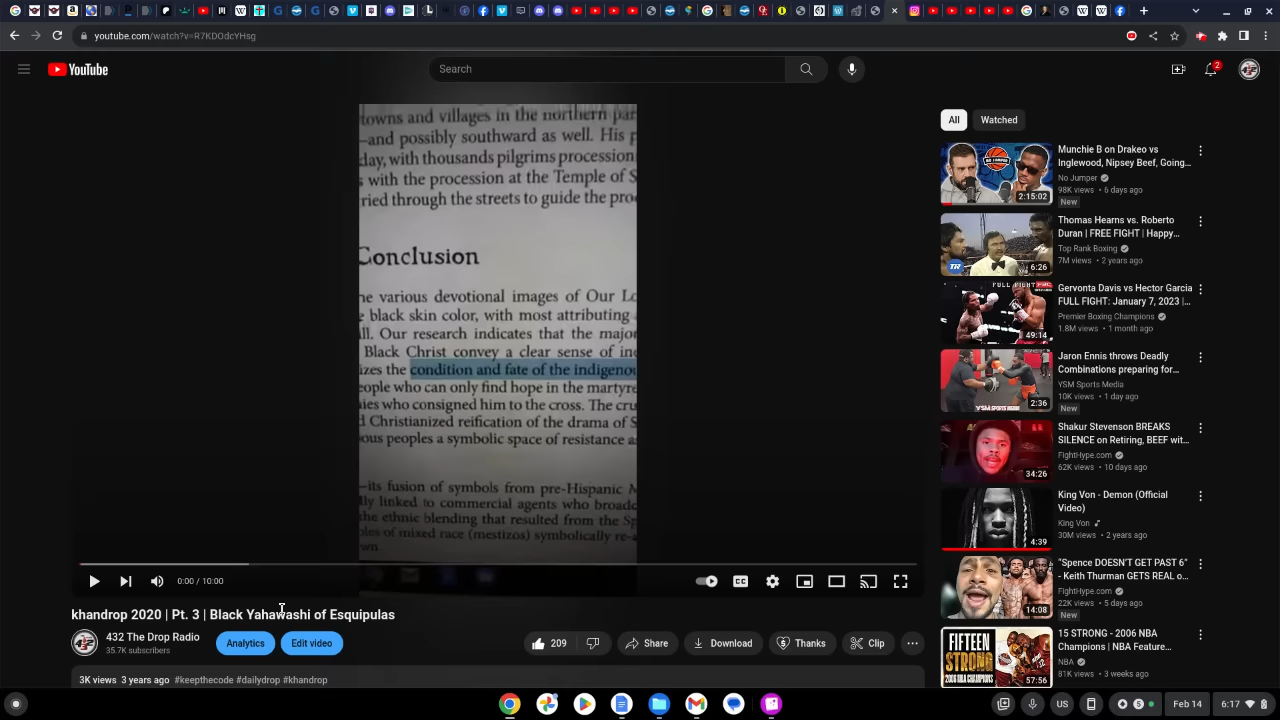 youtube.com/watch?v=R7KDOdcYHsg
YouTube
Search
2
towns and villages in the northern par
—and possibly southward as well. His p
day, with thousands pilgrims procession
with the procession at the Temple of S
ried through the streets to guide the pro
Conclusion
he various devotional images of Our Lo
black skin color, with most attributing
ll. Our research indicates that the major
Black Christ convey a clear sense of in
izes the condition and fate of the indigenou
eople who can only find hope in the martyr
ies who consigned him to the cross. The cru
d Christianized reification of the drama of S
ous peoples a symbolic space of resistance a
—its fusion of symbols from pre-Hispanic M
lly linked to commercial agents who broad
the ethnic blending that resulted from the Sp
ples of mixed race (mestizos) symbolically re-a
wn
0:00 / 10:00
khandrop 2020 | Pt. 3 | Black Yahawashi of Esquipulas
432 The Drop Radio
35.7K subscribers
Analytics
Edit video
209
Share
Download
Thanks
Clip
3K views 3 years ago #keepthecode #dailydrop #khandrop
All
Watched
Munchie B on Drakeo vs
Inglewood, Nipsey Beef, Going...
No Jumper
98K views • 6 days ago
New
2:15:02
Thomas Hearns vs. Roberto
Duran | FREE FIGHT | Happy...
Top Rank Boxing
7M views • 2 years ago
TR
6:26
Gervonta Davis vs Hector Garcia
FULL FIGHT: January 7, 2023 |...
Premier Boxing Champions
1.8M views • 1 month ago
FULL FIGHT
49:14
Jaron Ennis throws Deadly
Combinations preparing for...
YSM Sports Media
10K views • 1 day ago
New
YSM SPORTS
2:36
Shakur Stevenson BREAKS
SILENCE on Retiring, BEEF wit...
FightHype.com
62K views • 10 days ago
34:26
King Von - Demon (Official
Video)
King Von
30M views • 2 years ago
4:39
“Spence DOESN'T GET PAST 6”
- Keith Thurman GETS REAL o...
FightHype.com
22K views • 5 days ago
New
14:08
15 STRONG - 2006 NBA
Champions | NBA Feature...
NBA
81K views • 3 weeks ago
FIFTEEN
STRONG
2006 NBA CHAMPIONS
57:56
US
5
Feb 14
6:17